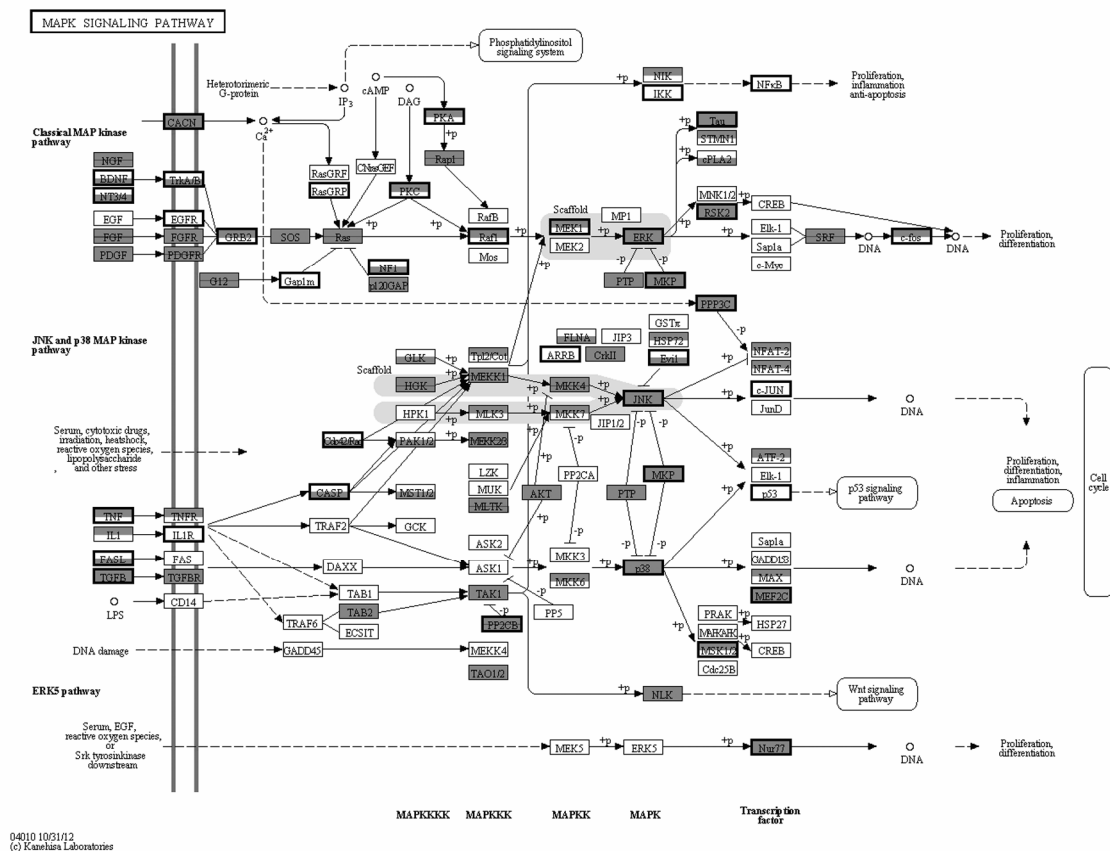 MAPK SIGNALING PATHWAY
Phosphatidylinositol
signaling system
Heterotorimeric
G-protein
IP3
cAMP
DAG
+p
NIK
IKK
NFκB
Proliferation,
inflammation
anti-apoptosis
CACN
Ca2+
PKA
+p
Classical MAP kinase
pathway
+p
Tau
STMN1
cPLA2
NGF
BDNF
NT3/4
TrkA/B
RasGRF
RasGRP
CNrasGEF
PKC
Rap1
EGF
EGFR
FGF
FGFR
PDGF
PDGFR
GRB2
SOS
Ras
+p
+p
RafB
Raf1
Mos
+p
Scaffold
MEK1
MEK2
MP1
+p
ERK
+p
+p
MNK1/2
RSK2
+p
CREB
Elk-1
Sap1a
c-Myc
SRF
DNA
c-fos
DNA
Proliferation,
differentiation
G12
Gap1m
NF1
p120GAP
+p
-p
-p
PTP
MKP
PPP3C
-p
JNK and p38 MAP kinase
pathway
GSTπ
HSP72
Evil
FLNA
JIP3
ARRB
CrkII
NFAT-2
NFAT-4
GLK
+p
Tpl2/Cot
Scaffold
HGK
+p
MEKK1
+p
MKK4
+p
JNK
+p
+p
c-JUN
JunD
DNA
HPK1
+p
MLK3
+p
MKK7
+p
JIP1/2
Serum, cytotoxic drugs,
irradiation, heatshock,
reactive oxygen species,
lipopolysaccharide
and other stress
Cdc42/Rac
PAK1/2
+p
MEKK2/3
+p
+p
ATF-2
Elk-1
p53
p53 signaling
pathway
Proliferation,
differentiation,
inflammation
Apoptosis
Cell
cycle
LZK
MUK
MLTK
PP2CA
MKP
CASP
MST1/2
AKT
PTP
+p
TNF
TNFR
IL1
IL1R
TRAF2
GCK
+p
-p
-p
-p
ASK2
MKK3
MKK6
Sap1a
GADD153
MAX
MEF2C
FASL
FAS
DAXX
ASK1
+p
p38
+p
DNA
TGFB
TGFBR
TAB1
TAK1
LPS
CD14
TAB2
PP5
-p
PP2CB
TRAF6
ECSIT
+p
PRAK
MAPKAPK
MSK1/2
Cdc25B
+p
+p
HSP27
CREB
DNA damage
GADD45
MEKK4
TAO1/2
ERK5 pathway
+p
NLK
Wnt signaling
pathway
Serum, EGF,
reactive oxygen species,
or
Srk tyrosinkinase
downstream
MEK5
+p
ERK5
+p
Nur77
DNA
Proliferation,
differentiation
MAPKKKK
MAPKKK
MAPKK
MAPK
Transcription
factor
04010 10/31/12
(c) Kanehisa Laboratories